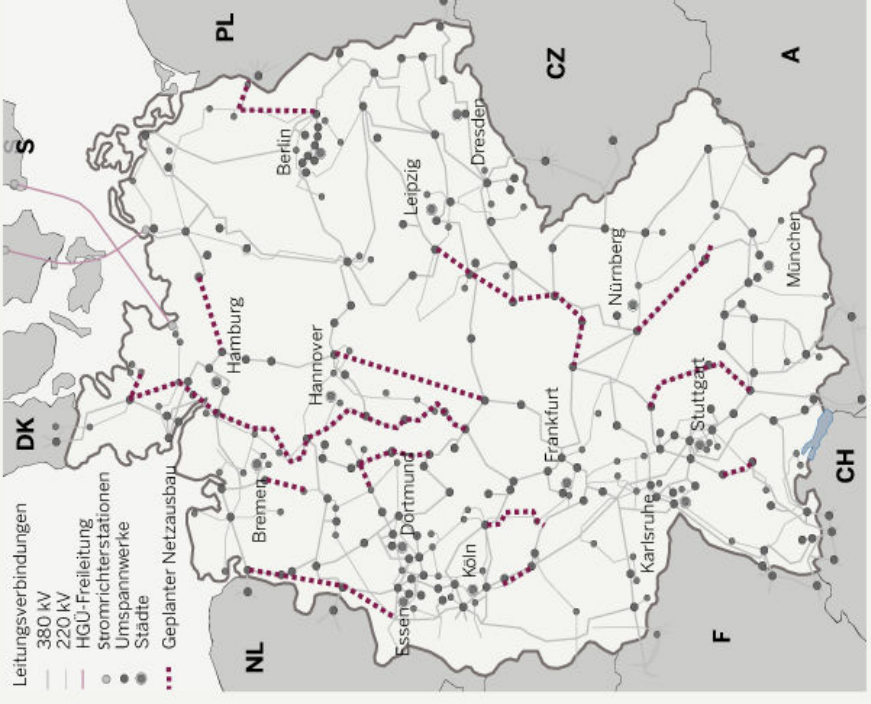 Leitungsverbindungen
380 kV
220 kV
HGÜ-Freileitung
Stromrichterstationen
Umspannwerke
Städte
Geplanter Netzausbau
DK
S
PL
NL
CZ
A
F
CH
Hamburg
Bremen
Hannover
Berlin
Essen
Dortmund
Köln
Leipzig
Dresden
Frankfurt
Nürnberg
Karlsruhe
Stuttgart
München